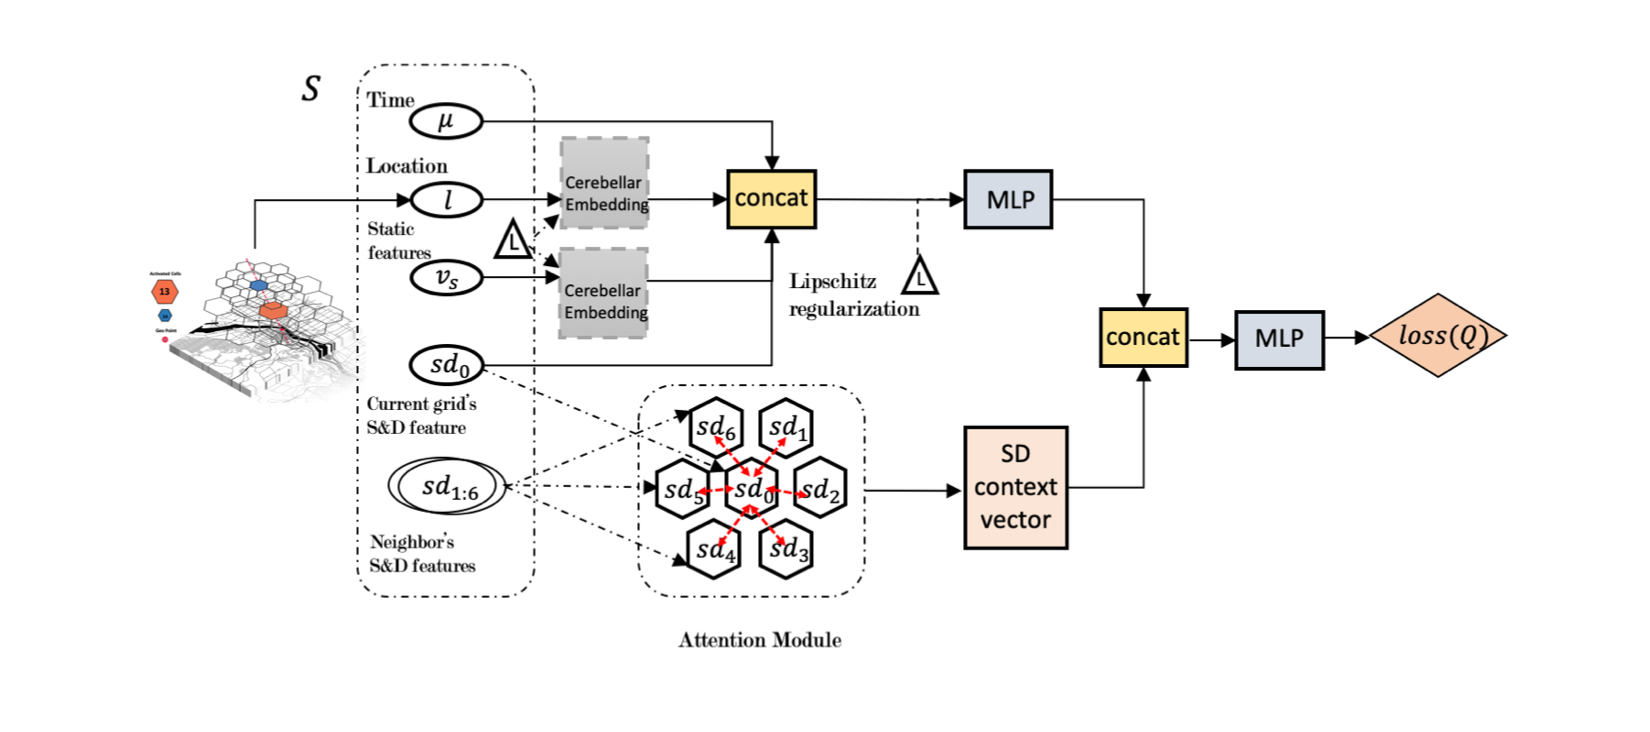 S
Time
μ
Location
l
Static
features
v_s
sd_0
Current grid's
S&D feature
sd_{1:6}
Neighbor's
S&D features
Activated Cells
13
Geo Point
L
Cerebellar
Embedding
Cerebellar
Embedding
concat
Lipschitz
regularization
L
MLP
sd_6
sd_1
sd_5
sd_0
sd_2
sd_4
sd_3
Attention Module
SD
context
vector
concat
MLP
loss(Q)